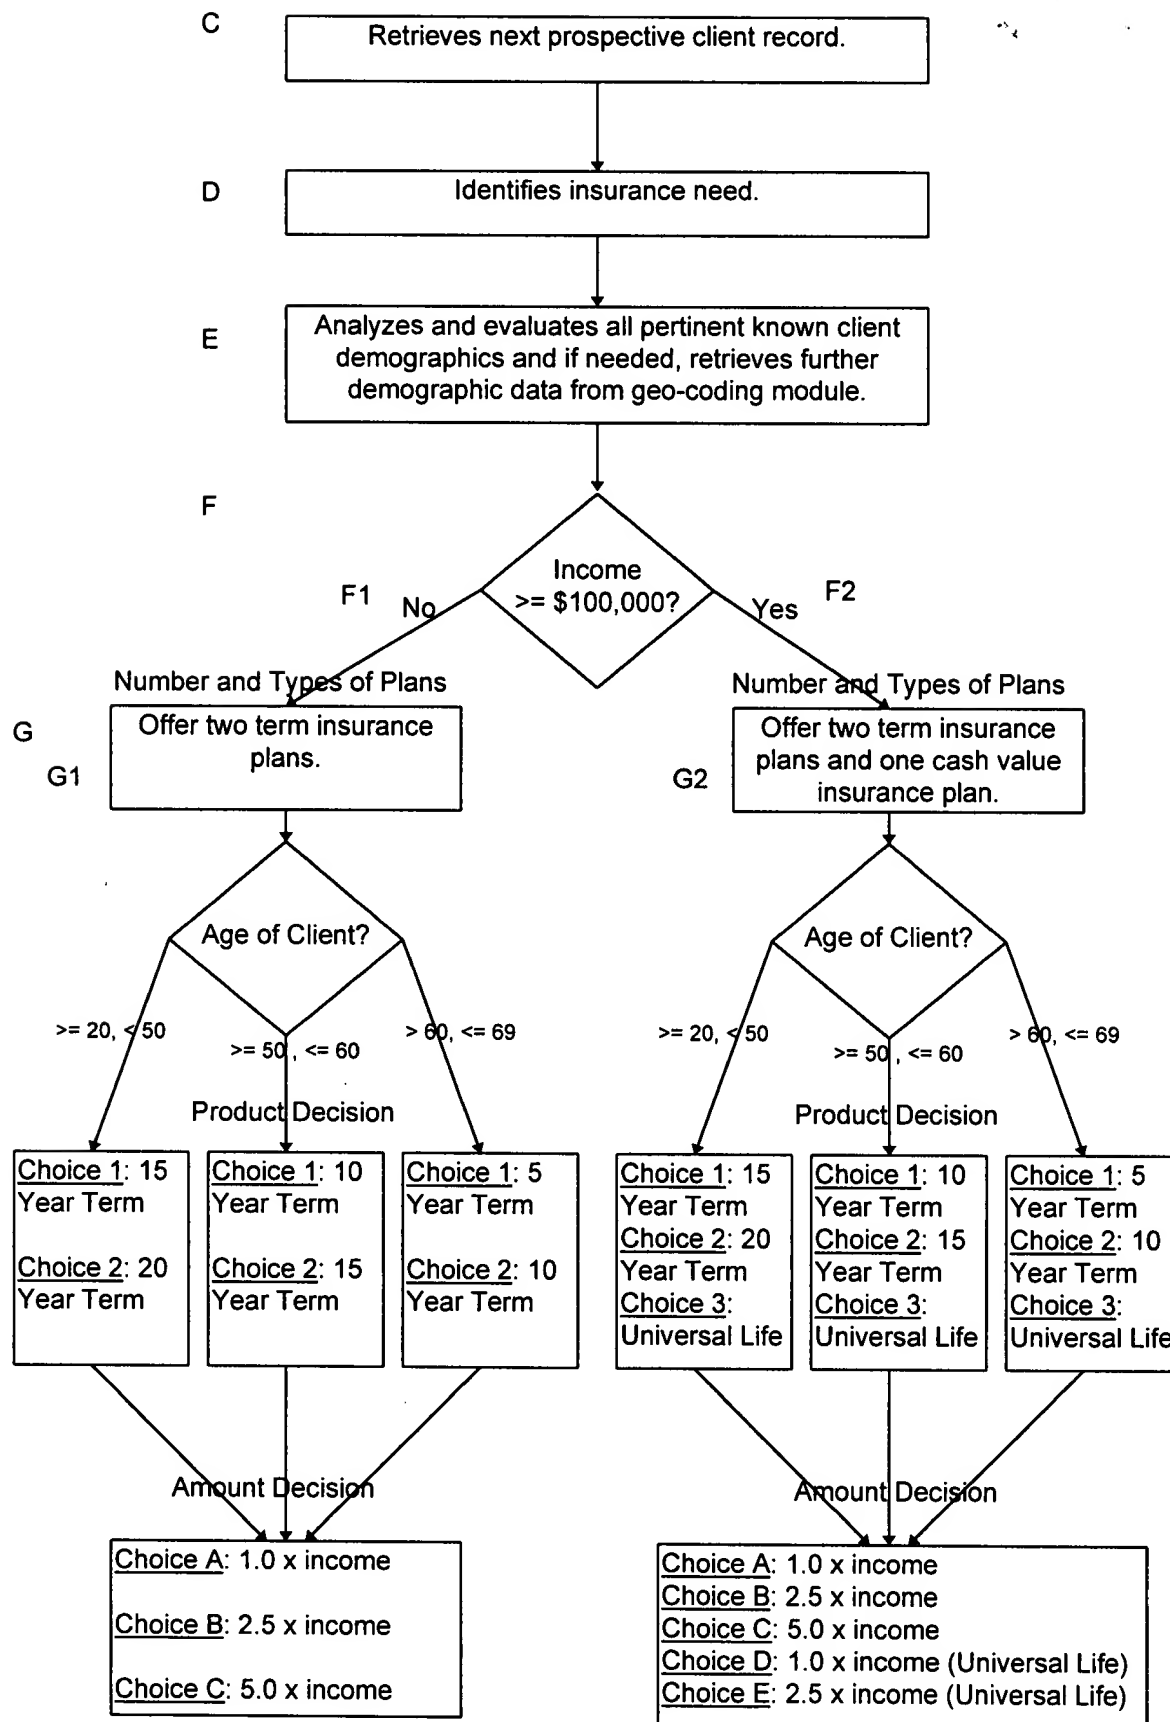 C
Retrieves next prospective client record.
D
Identifies insurance need.
E
Analyzes and evaluates all pertinent known client
demographics and if needed, retrieves further
demographic data from geo-coding module.
F
Income
>= $100,000?
F1
No
Yes
F2
Number and Types of Plans
Number and Types of Plans
G
G1
Offer two term insurance
plans.
G2
Offer two term insurance
plans and one cash value
insurance plan.
Age of Client?
Age of Client?
>= 20, < 50
>= 50 , <= 60
> 60, <= 69
>= 20, < 50
>= 50 , <= 60
> 60, <= 69
Product Decision
Product Decision
Choice 1: 15
Year Term
Choice 2: 20
Year Term
Choice 1: 10
Year Term
Choice 2: 15
Year Term
Choice 1: 5
Year Term
Choice 2: 10
Year Term
Choice 1: 15
Year Term
Choice 2: 20
Year Term
Choice 3:
Universal Life
Choice 1: 10
Year Term
Choice 2: 15
Year Term
Choice 3:
Universal Life
Choice 1: 5
Year Term
Choice 2: 10
Year Term
Choice 3:
Universal Life
Amount Decision
Amount Decision
Choice A: 1.0 x income
Choice B: 2.5 x income
Choice C: 5.0 x income
Choice A: 1.0 x income
Choice B: 2.5 x income
Choice C: 5.0 x income
Choice D: 1.0 x income (Universal Life)
Choice E: 2.5 x income (Universal Life)